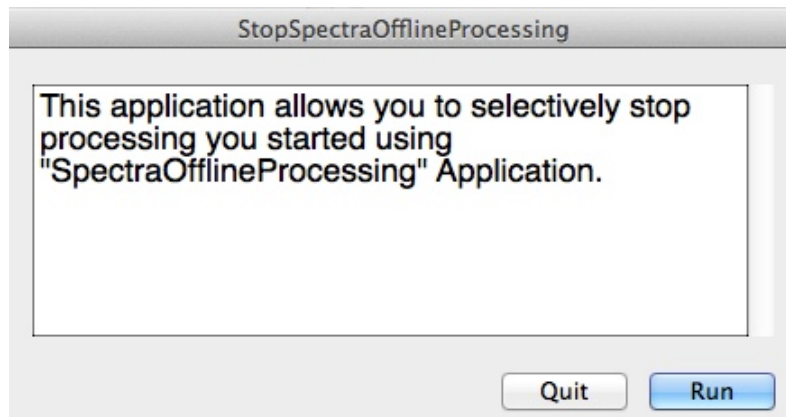 StopSpectraOfflineProcessing
This application allows you to selectively stop
processing you started using
"SpectraOfflineProcessing" Application.
Quit Run